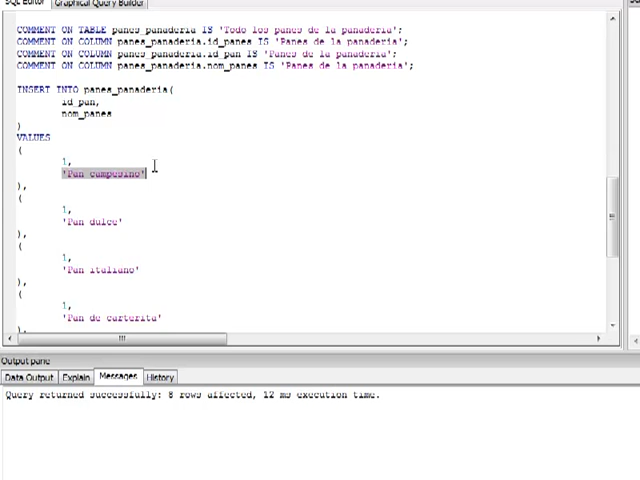 SQL Editor
Graphical Query Builder
COMMENT ON TABLE panes_panaderia IS 'Todo los panes de la panaderia';
COMMENT ON COLUMN panes_panaderia.id_panes IS 'Panes de la panaderia';
COMMENT ON COLUMN panes_panaderia.id_pan IS 'Panes de la panaderia';
COMMENT ON COLUMN panes_panaderia.nom_panes IS 'Panes de la panaderia';
INSERT INTO panes_panaderia(
id_pan,
nom_panes
)
VALUES
(
1,
'Pan campesino'
),
(
1,
'Pan dulce'
),
(
1,
'Pan italiano'
),
(
1,
'Pan de carterita'
),
Output pane
Data Output
Explain
Messages
History
Query returned successfully: 8 rows affected, 12 ms execution time.